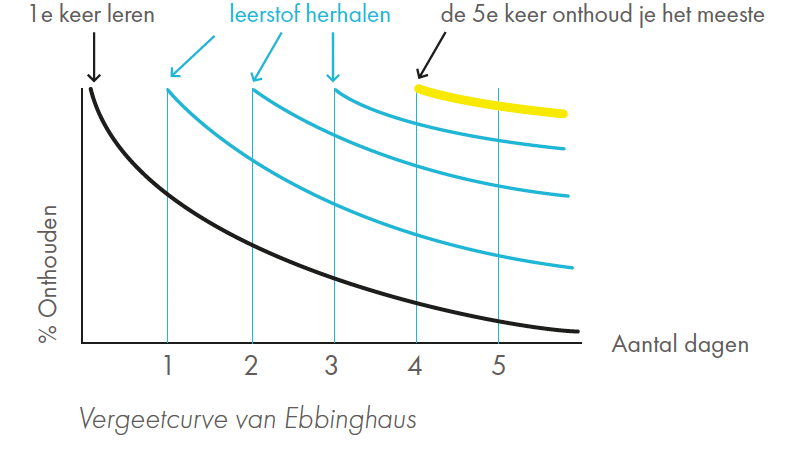 1e keer leren
leerstof herhalen
de 5e keer onthoud je het meeste
% Onthouden
Aantal dagen
1 2 3 4 5
Vergeetcurve van Ebbinghaus